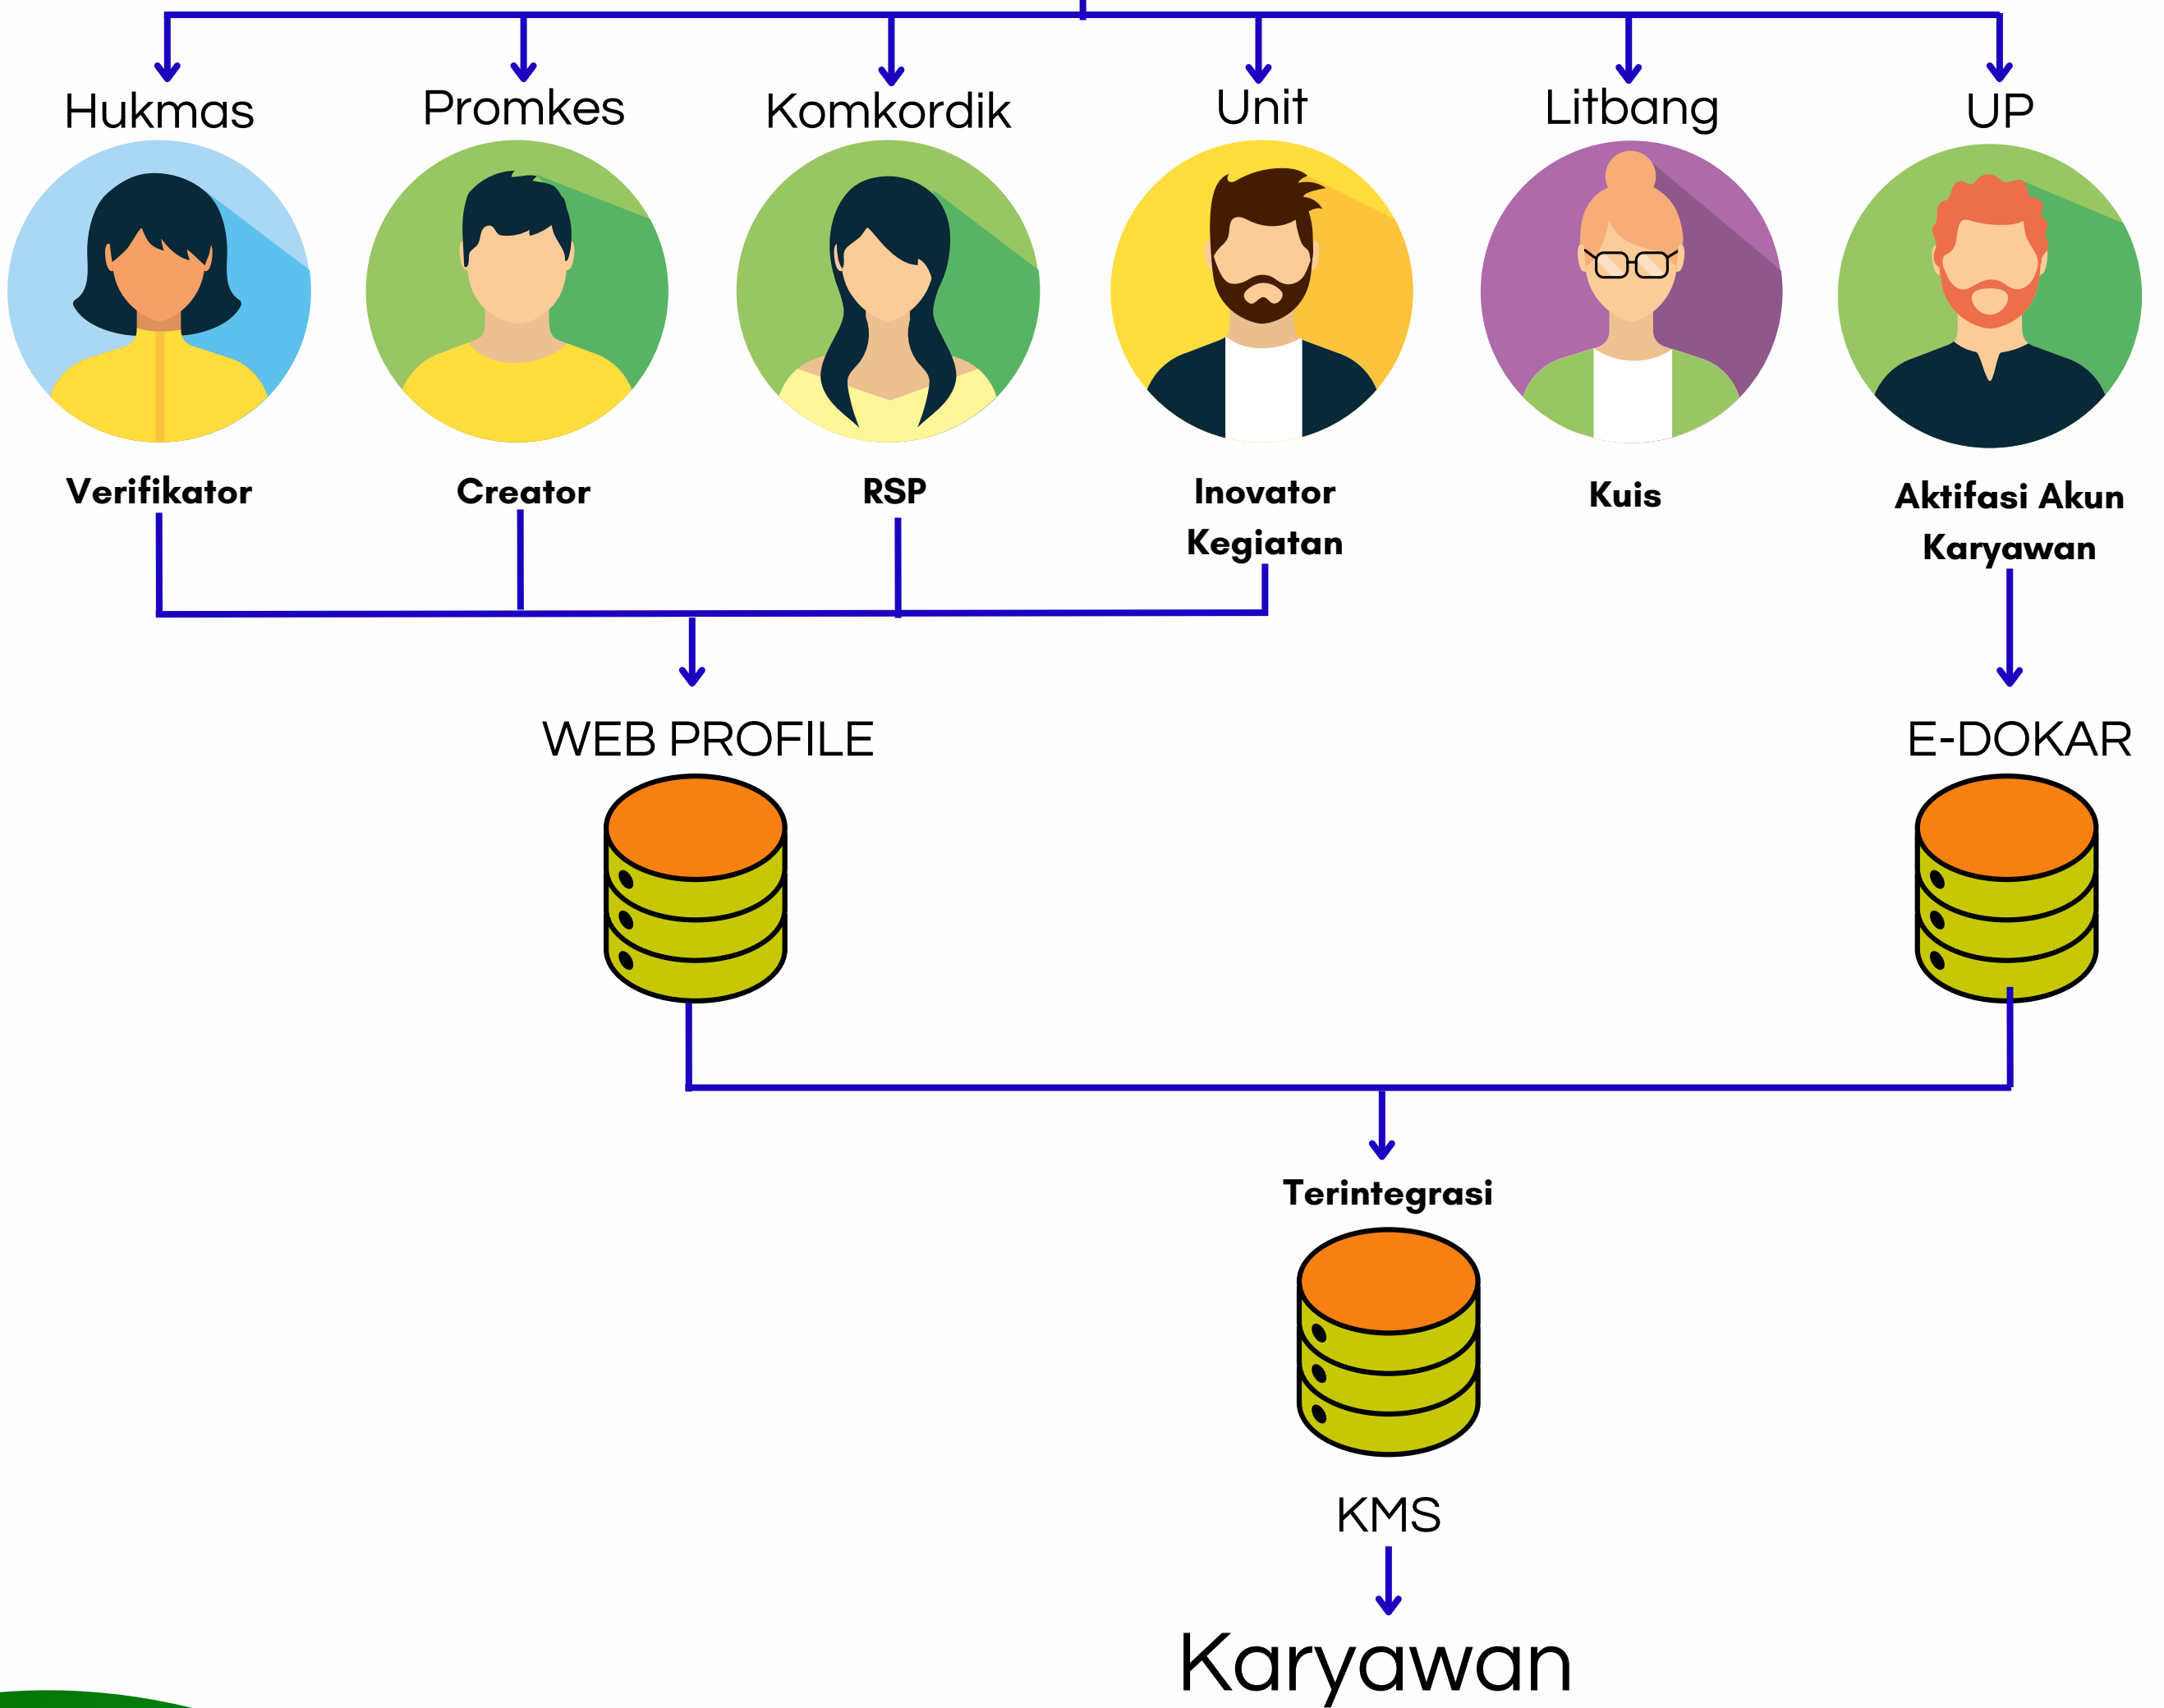 Hukmas
Promkes
Komkordik
Unit
Litbang
UP
Verifikator
Creator
RSP
Inovator
Kegiatan
Kuis
Aktifasi Akun
Karyawan
WEB PROFILE
E-DOKAR
Terintegrasi
KMS
Karyawan